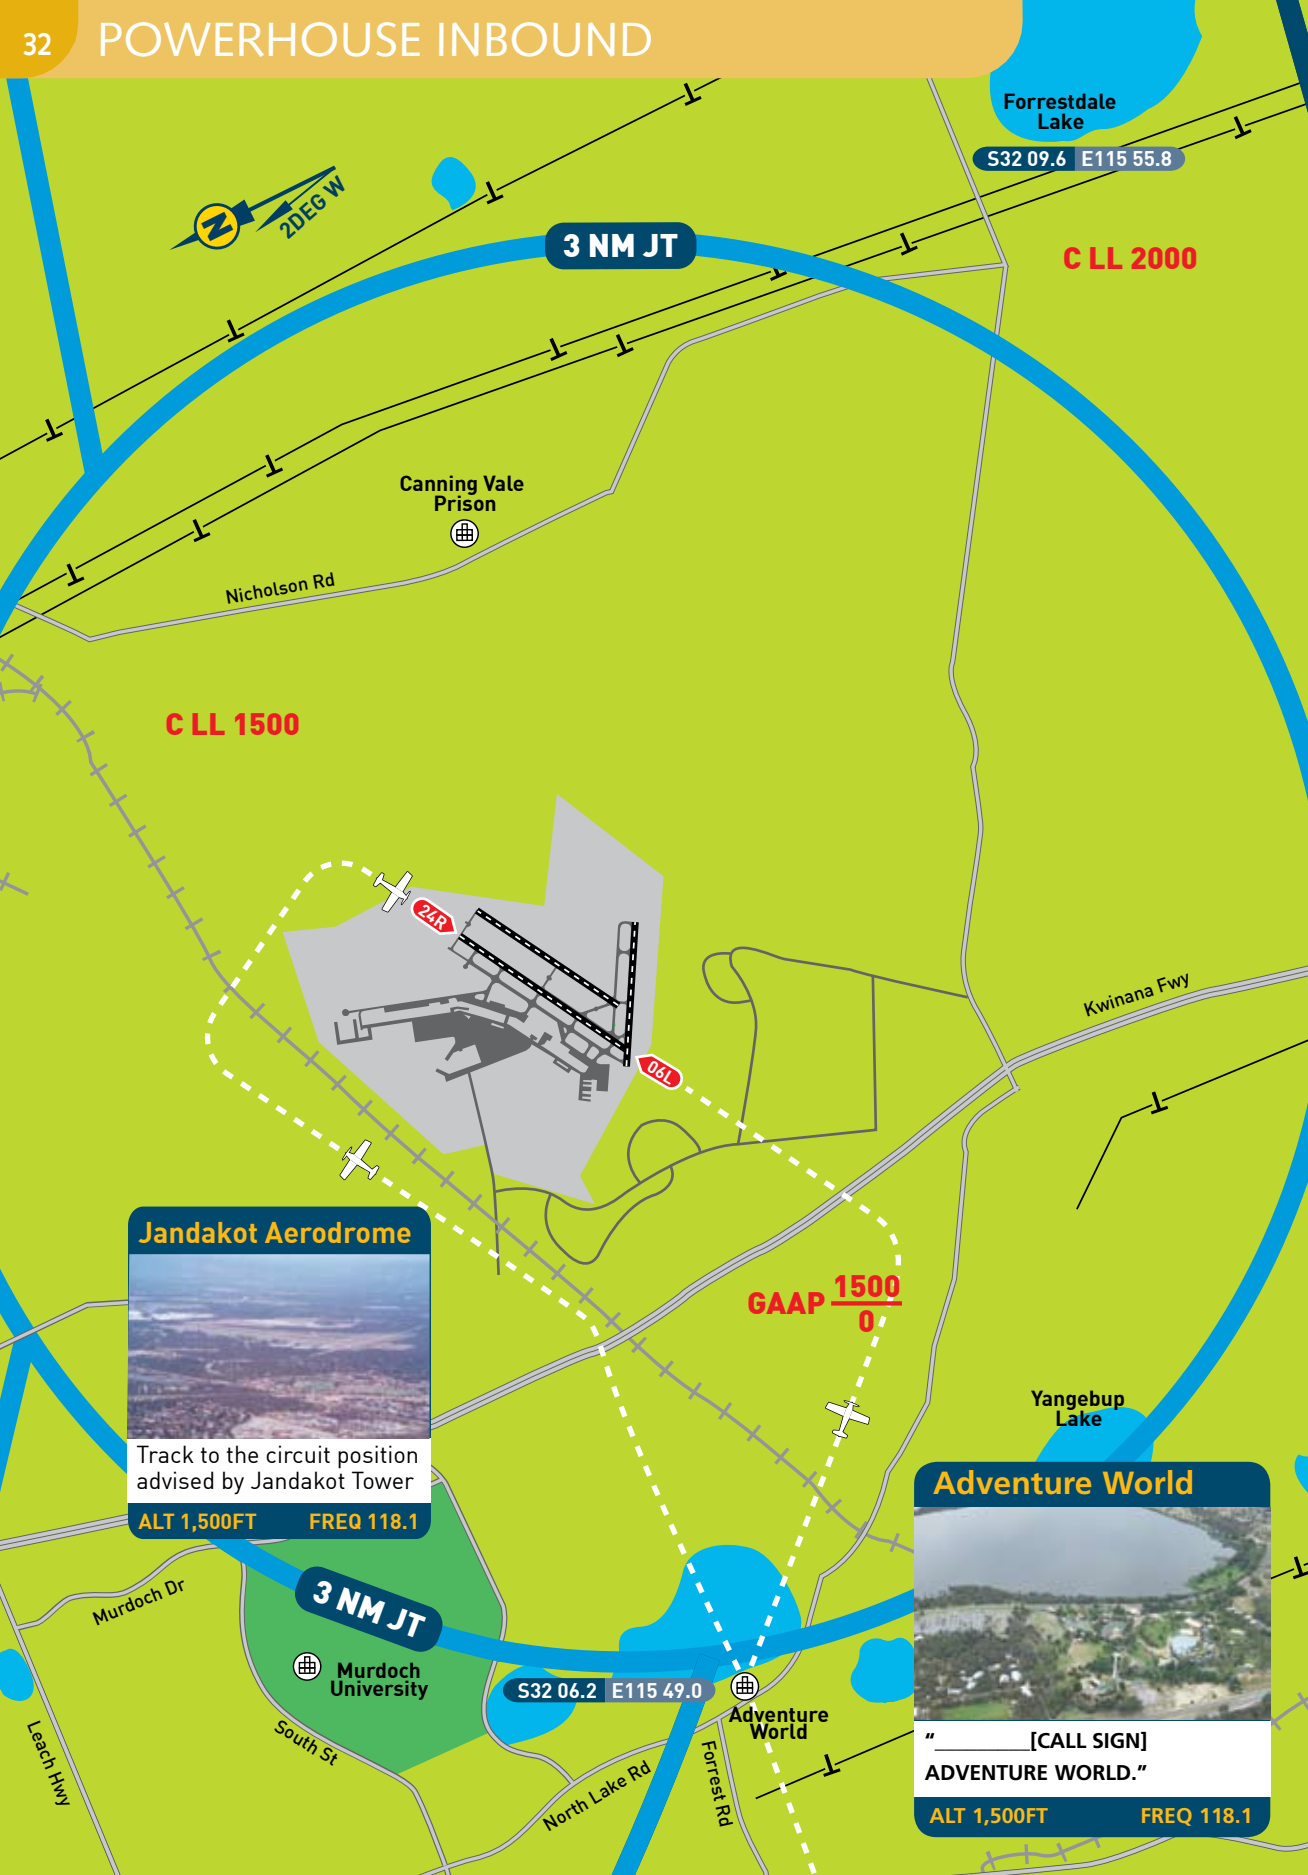 32
POWERHOUSE INBOUND
Forrestdale
Lake
S32 09.6 E115 55.8
N
2DEG W
3 NM JT
C LL 2000
Canning Vale
Prison
Nicholson Rd
C LL 1500
24R
06L
Kwinana Fwy
Jandakot Aerodrome
Track to the circuit position
advised by Jandakot Tower
ALT 1,500FT FREQ 118.1
GAAP 1500
0
Yangebup
Lake
Adventure World
"__________[CALL SIGN]
ADVENTURE WORLD."
ALT 1,500FT FREQ 118.1
Murdoch Dr
3 NM JT
Murdoch
University
S32 06.2 E115 49.0
Adventure
World
South St
Leach Hwy
North Lake Rd
Forrest Rd